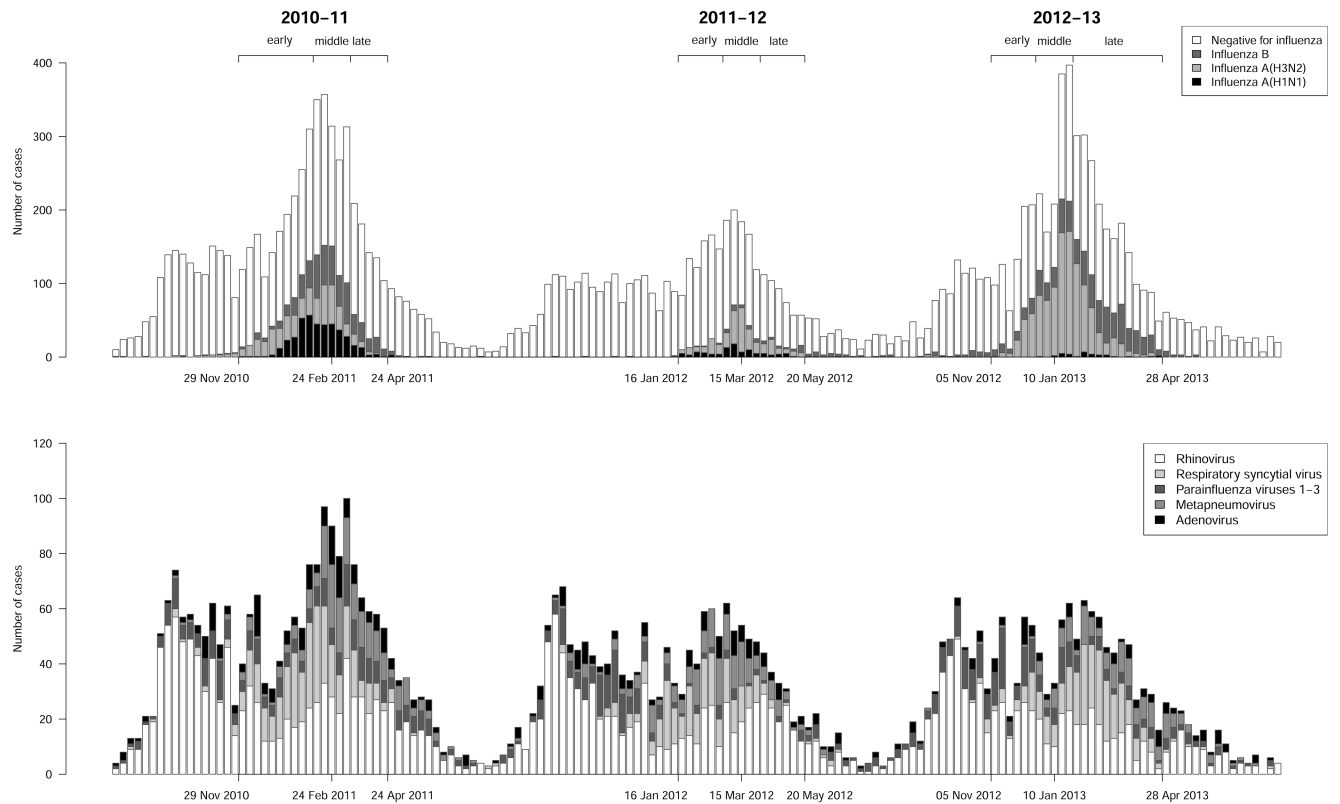 2010–11
2011–12
2012–13
early
middle
late
early
middle
late
early
middle
late
Negative for influenza
Influenza B
Influenza A(H3N2)
Influenza A(H1N1)
Number of cases
400
300
200
100
0
29 Nov 2010
24 Feb 2011
24 Apr 2011
16 Jan 2012
15 Mar 2012
20 May 2012
05 Nov 2012
10 Jan 2013
28 Apr 2013
Rhinovirus
Respiratory syncytial virus
Parainfluenza viruses 1–3
Metapneumovirus
Adenovirus
Number of cases
120
100
80
60
40
20
0
29 Nov 2010
24 Feb 2011
24 Apr 2011
16 Jan 2012
15 Mar 2012
20 May 2012
05 Nov 2012
10 Jan 2013
28 Apr 2013